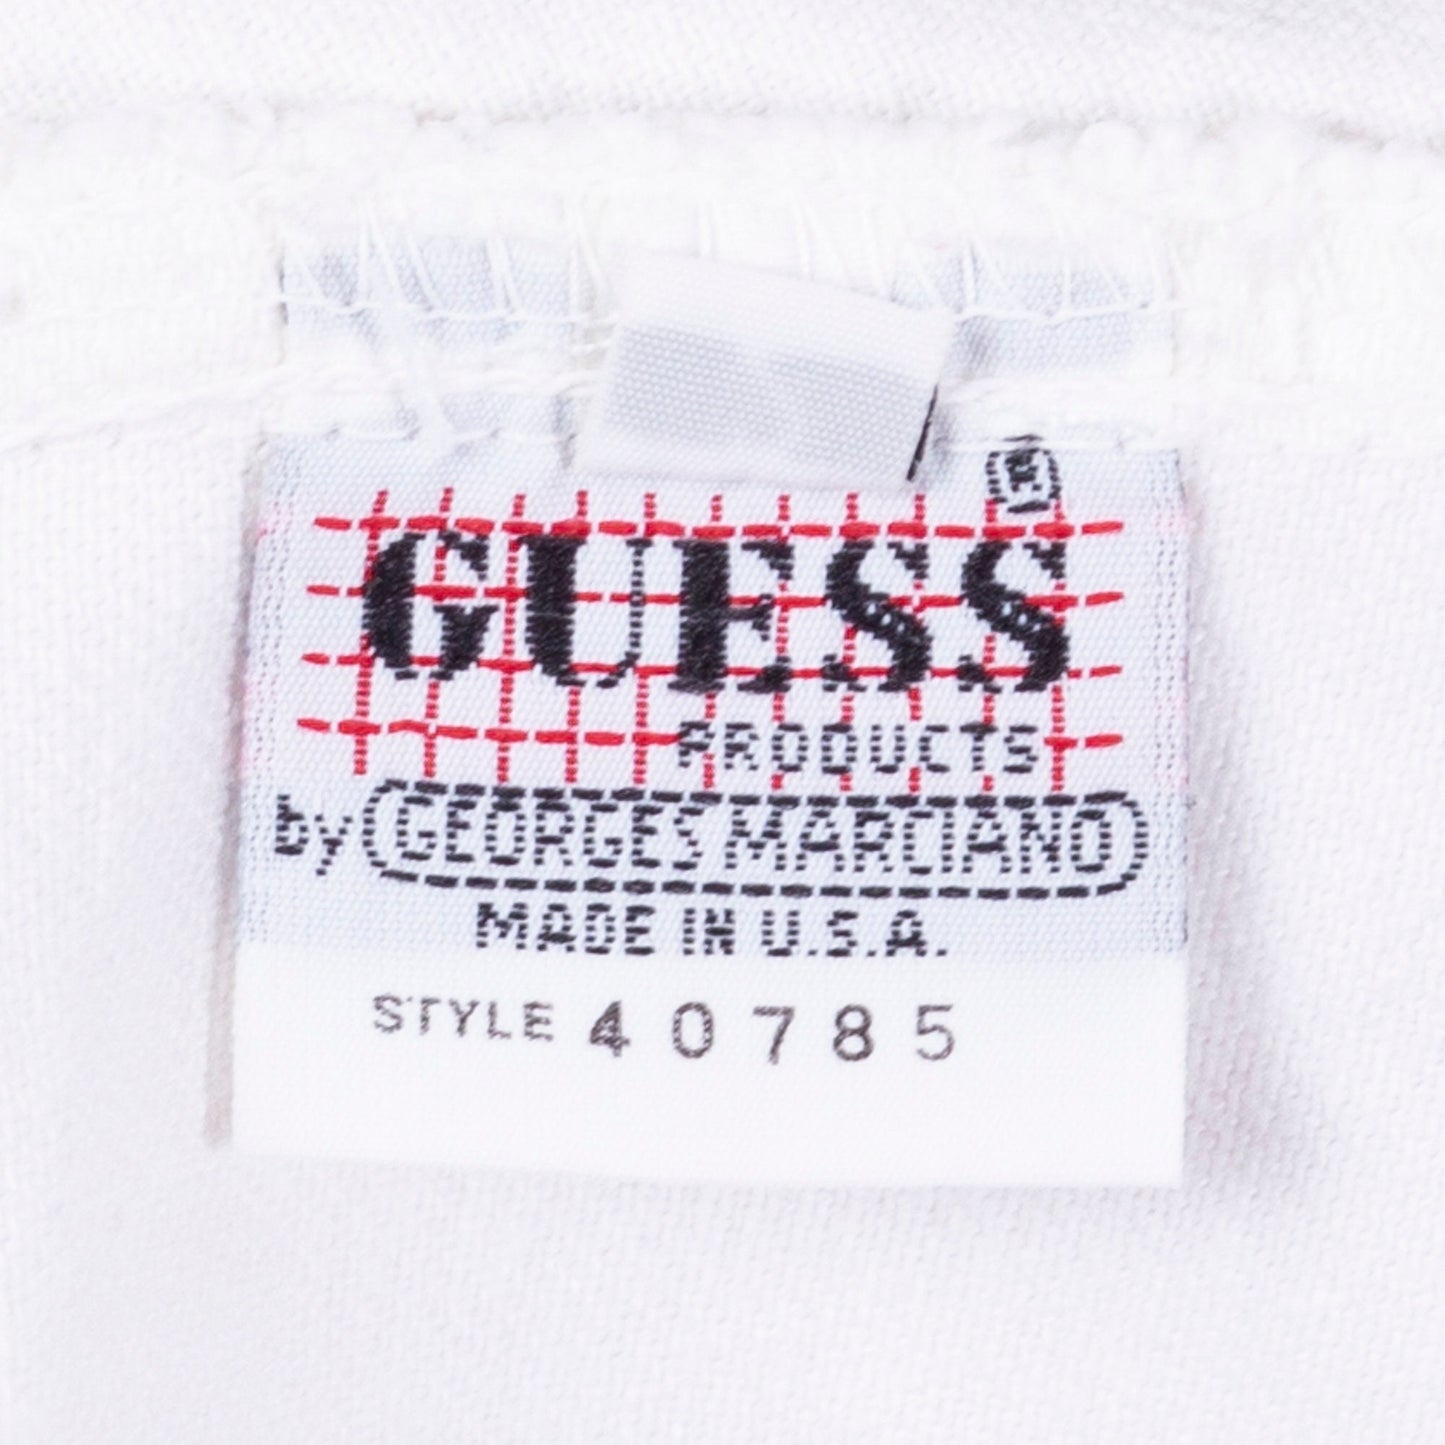 GUESS®
PRODUCTS
by GEORGES MARCIANO
MADE IN U.S.A.
STYLE 40785